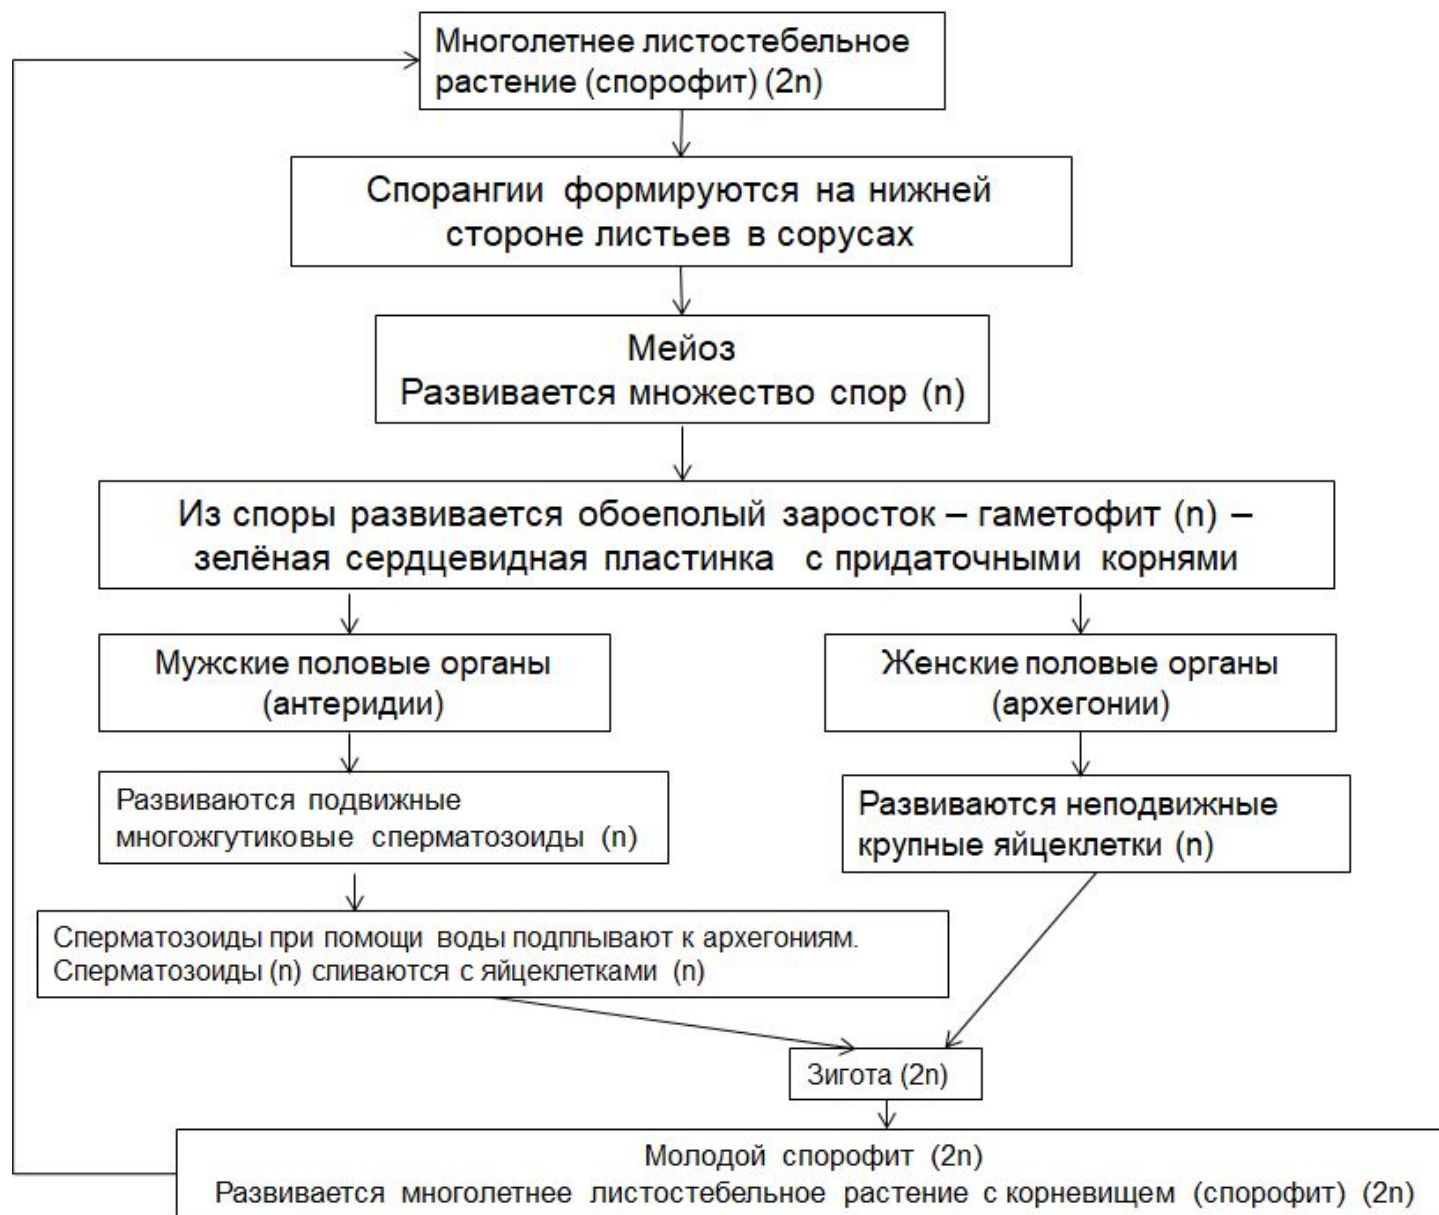 Многолетнее листостебельное
растение (спорофит) (2n)
Спорангии формируются на нижней
стороне листьев в сорусах
Мейоз
Развивается множество спор (n)
Из споры развивается обоеполый заросток – гаметофит (n) –
зелёная сердцевидная пластинка с придаточными корнями
Мужские половые органы
(антеридии)
Женские половые органы
(архегонии)
Развиваются подвижные
многожгутиковые сперматозоиды (n)
Развиваются неподвижные
крупные яйцеклетки (n)
Сперматозоиды при помощи воды подплывают к архегониям.
Сперматозоиды (n) сливаются с яйцеклетками (n)
Зигота (2n)
Молодой спорофит (2n)
Развивается многолетнее листостебельное растение с корневищем (спорофит) (2n)